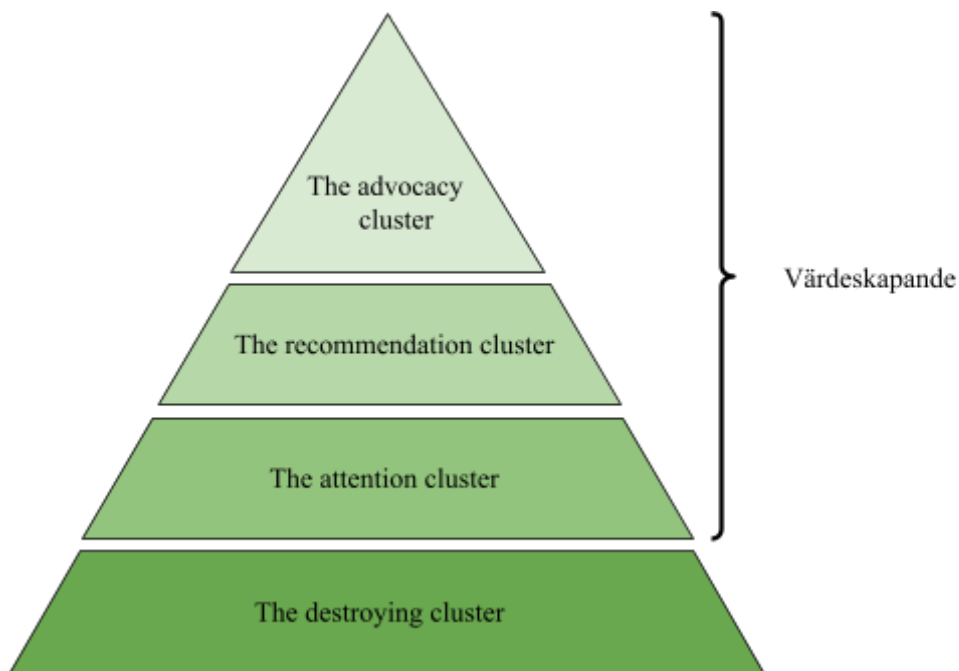 The advocacy
cluster
Värdeskapande
The recommendation cluster
The attention cluster
The destroying cluster